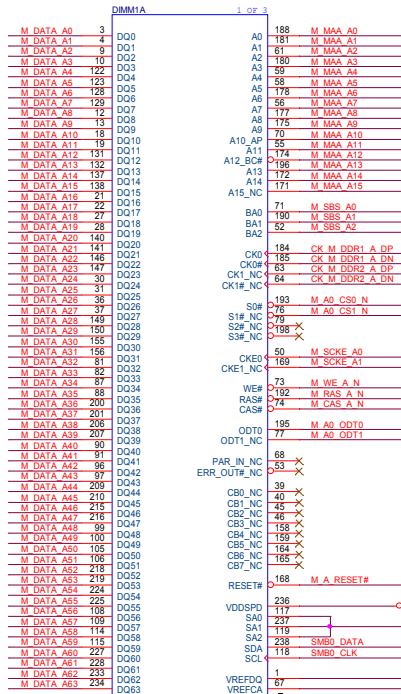 DIMM1A 1 OF 3
M_DATA_A0 3 DQ0 A0 188 M_MAA_A0
M_DATA_A1 4 DQ1 A1 181 M_MAA_A1
M_DATA_A2 9 DQ2 A2 61 M_MAA_A2
M_DATA_A3 10 DQ3 A3 180 M_MAA_A3
M_DATA_A4 122 DQ4 A4 59 M_MAA_A4
M_DATA_A5 123 DQ5 A5 58 M_MAA_A5
M_DATA_A6 128 DQ6 A6 178 M_MAA_A6
M_DATA_A7 129 DQ7 A7 56 M_MAA_A7
M_DATA_A8 12 DQ8 A8 177 M_MAA_A8
M_DATA_A9 13 DQ9 A9 175 M_MAA_A9
M_DATA_A10 18 DQ10 A10_AP 70 M_MAA_A10
M_DATA_A11 19 DQ11 A11 55 M_MAA_A11
M_DATA_A12 131 DQ12 A12_BC# 174 M_MAA_A12
M_DATA_A13 132 DQ13 A13 196 M_MAA_A13
M_DATA_A14 137 DQ14 A14 172 M_MAA_A14
M_DATA_A15 138 DQ15 A15_NC 171 M_MAA_A15
M_DATA_A16 21 DQ16
M_DATA_A17 22 DQ17 BA0 71 M_SBS_A0
M_DATA_A18 27 DQ18 BA1 190 M_SBS_A1
M_DATA_A19 28 DQ19 BA2 52 M_SBS_A2
M_DATA_A20 140 DQ20
M_DATA_A21 141 DQ21 CK0 184 CK_M_DDR1_A_DP
M_DATA_A22 146 DQ22 CK0# 185 CK_M_DDR1_A_DN
M_DATA_A23 147 DQ23 CK1_NC 63 CK_M_DDR2_A_DP
M_DATA_A24 30 DQ24 CK1#_NC 64 CK_M_DDR2_A_DN
M_DATA_A25 31 DQ25
M_DATA_A26 36 DQ26 S0# 193 M_A0_CS0_N
M_DATA_A27 37 DQ27 S1#_NC 76 M_A0_CS1_N
M_DATA_A28 149 DQ28 S2#_NC 79
M_DATA_A29 150 DQ29 S3#_NC 198
M_DATA_A30 155 DQ30
M_DATA_A31 156 DQ31 CKE0 50 M_SCKE_A0
M_DATA_A32 81 DQ32 CKE1_NC 169 M_SCKE_A1
M_DATA_A33 82 DQ33
M_DATA_A34 87 DQ34 WE# 73 M_WE_A_N
M_DATA_A35 88 DQ35 RAS# 192 M_RAS_A_N
M_DATA_A36 200 DQ36 CAS# 74 M_CAS_A_N
M_DATA_A37 201 DQ37
M_DATA_A38 206 DQ38 ODT0 195 M_A0_ODT0
M_DATA_A39 207 DQ39 ODT1_NC 77 M_A0_ODT1
M_DATA_A40 90 DQ40
M_DATA_A41 91 DQ41 PAR_IN_NC 68
M_DATA_A42 96 DQ42 ERR_OUT#_NC 53
M_DATA_A43 97 DQ43
M_DATA_A44 209 DQ44 CB0_NC 39
M_DATA_A45 210 DQ45 CB1_NC 40
M_DATA_A46 215 DQ46 CB2_NC 45
M_DATA_A47 216 DQ47 CB3_NC 46
M_DATA_A48 99 DQ48 CB4_NC 158
M_DATA_A49 100 DQ49 CB5_NC 159
M_DATA_A50 105 DQ50 CB6_NC 164
M_DATA_A51 106 DQ51 CB7_NC 165
M_DATA_A52 218 DQ52
M_DATA_A53 219 DQ53 RESET# 168 M_A_RESET#
M_DATA_A54 224 DQ54
M_DATA_A55 225 DQ55 VDDSPD 236
M_DATA_A56 108 DQ56 SA0 117
M_DATA_A57 109 DQ57 SA1 237
M_DATA_A58 114 DQ58 SA2 119
M_DATA_A59 115 DQ59 SDA 238 SMB0_DATA
M_DATA_A60 227 DQ60 SCL 118 SMB0_CLK
M_DATA_A61 228 DQ61
M_DATA_A62 233 DQ62 VREFDQ 1
M_DATA_A63 234 DQ63 VREFCA 67